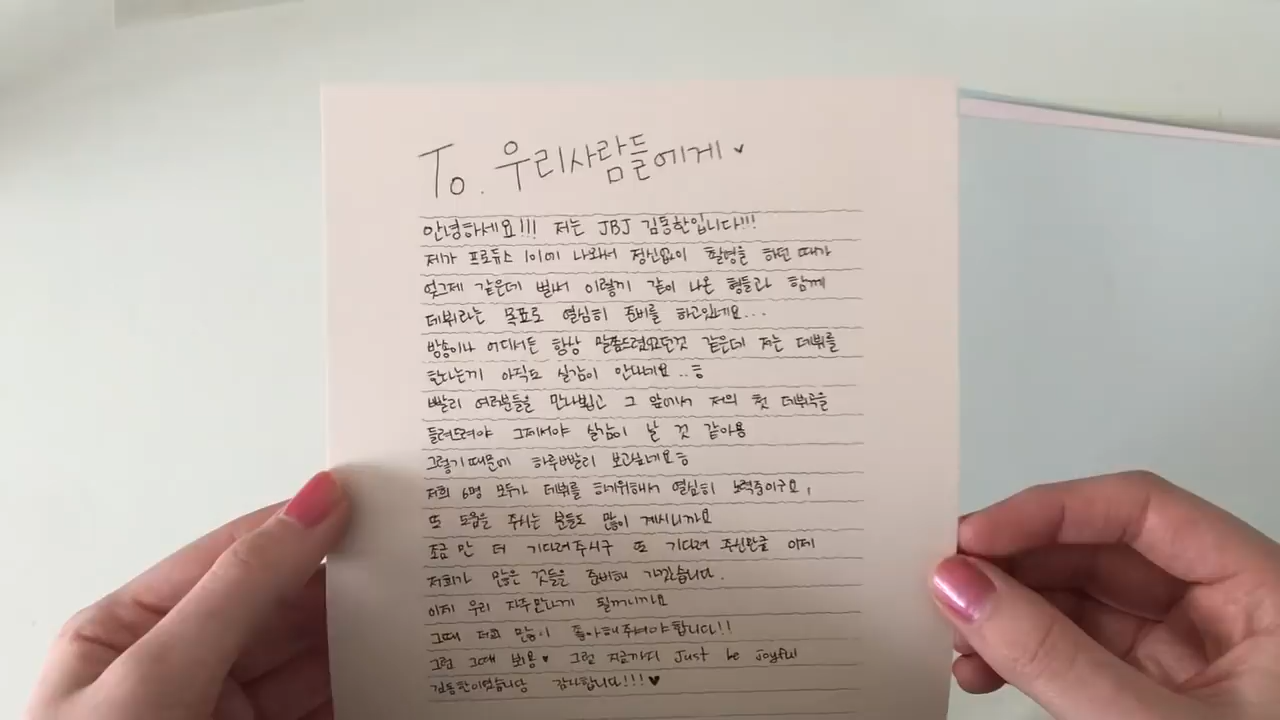 To. 우리사람들에게 ♥
안녕하세요!!! 저는 JBJ 김동한입니다!!!
제가 프로듀스 101에 나와서 정신없이 촬영을 하던 때가
엊그제 같은데 벌써 이렇게 같이 나온 형들과 함께
데뷔라는 목표로 열심히 준비를 하고있네요...
방송이나 어디서든 항상 말씀드렸었던것 같은데 저는 데뷔를
한다는게 아직도 실감이 안나네요..ㅎ
빨리 여러분들을 만나뵙고 그 앞에서 저의 첫 데뷔곡을
들려드려야 그제서야 실감이 날 것 같아용
그렇기때문에 하루빨리 보고싶네요ㅎ
저희 6명 모두가 데뷔를 하기위해서 열심히 노력중이구요,
또 도움을 주시는 분들도 많이 계시니까요
조금 만 더 기다려주시구 또 기다려 주신만큼 이제
저희가 많은 것들을 준비해 가겠습니다.
이제 우리 자주만나게 될꺼니까요
그때 저희 많이 좋아해주셔야합니다!!
그럼 그때 봬용♥ 그럼 지금까지 Just be joyful
김동한이었습니당 감사합니다!!!♥